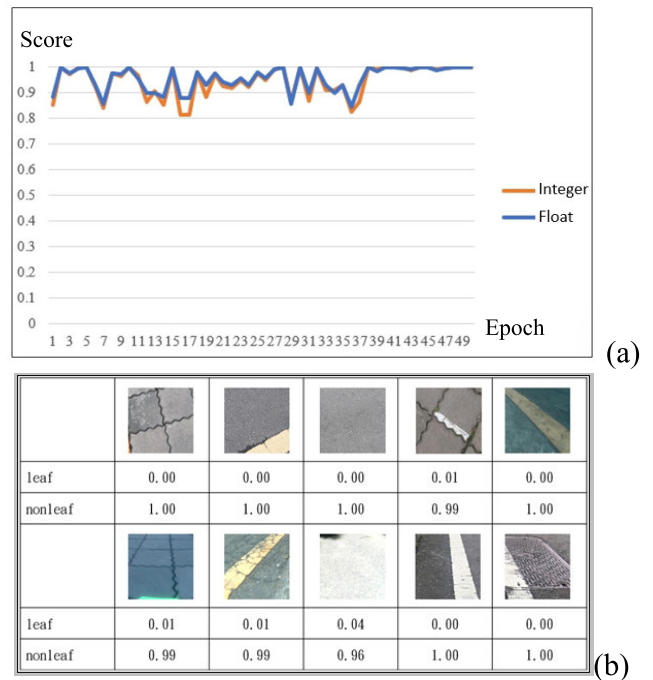 Score
1
0.9
0.8
0.7
0.6
0.5
0.4
0.3
0.2
0.1
0
Integer
Float
Epoch
1 3 5 7 9 11 13 15 17 19 21 23 25 27 29 31 33 35 37 39 41 43 45 47 49
(a)
leaf 0.00 0.00 0.00 0.01 0.00
nonleaf 1.00 1.00 1.00 0.99 1.00
leaf 0.01 0.01 0.04 0.00 0.00
nonleaf 0.99 0.99 0.96 1.00 1.00
(b)